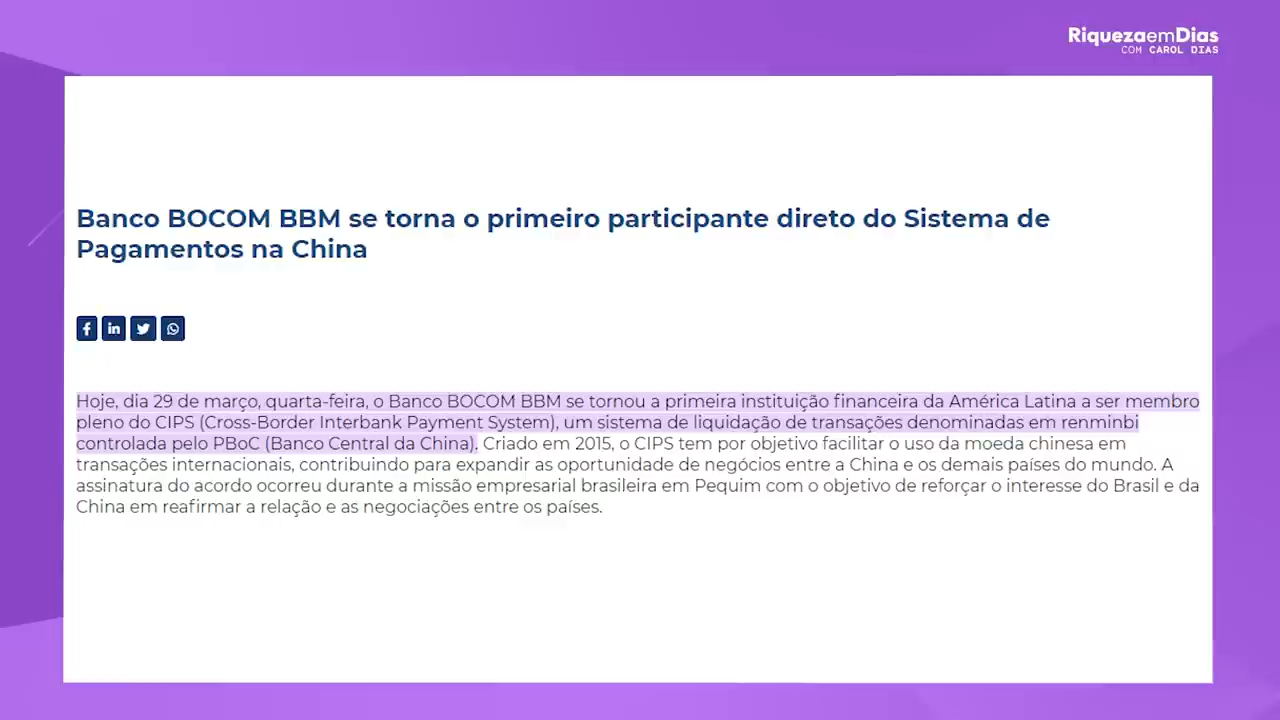 RiquezaemDias
COM CAROL DIAS
Banco BOCOM BBM se torna o primeiro participante direto do Sistema de
Pagamentos na China
Hoje, dia 29 de março, quarta-feira, o Banco BOCOM BBM se tornou a primeira instituição financeira da América Latina a ser membro
pleno do CIPS (Cross-Border Interbank Payment System), um sistema de liquidação de transações denominadas em renminbi
controlada pelo PBoC (Banco Central da China). Criado em 2015, o CIPS tem por objetivo facilitar o uso da moeda chinesa em
transações internacionais, contribuindo para expandir as oportunidade de negócios entre a China e os demais países do mundo. A
assinatura do acordo ocorreu durante a missão empresarial brasileira em Pequim com o objetivo de reforçar o interesse do Brasil e da
China em reafirmar a relação e as negociações entre os países.